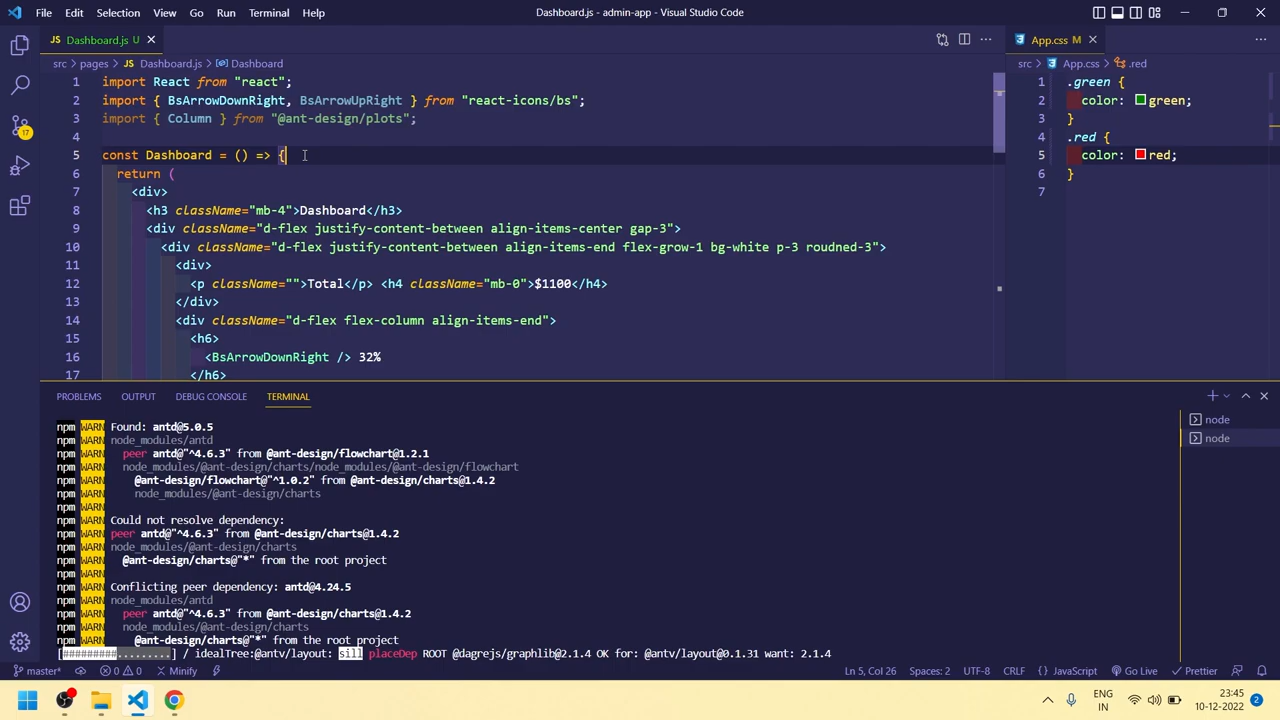 File Edit Selection View Go Run Terminal Help
Dashboard.js - admin-app - Visual Studio Code
Dashboard.js U
src > pages > Dashboard.js > Dashboard
1 import React from "react";
2 import { BsArrowDownRight, BsArrowUpRight } from "react-icons/bs";
3 import { Column } from "@ant-design/plots";
4
5 const Dashboard = () => {
6 return (
7 <div>
8 <h3 className="mb-4">Dashboard</h3>
9 <div className="d-flex justify-content-between align-items-center gap-3">
10 <div className="d-flex justify-content-between align-items-end flex-grow-1 bg-white p-3 roudned-3">
11 <div>
12 <p className="">Total</p> <h4 className="mb-0">$1100</h4>
13 </div>
14 <div className="d-flex flex-column align-items-end">
15 <h6>
16 <BsArrowDownRight /> 32%
17 </h6>
App.css M
src > App.css > .red
1 .green {
2 color: green;
3 }
4 .red {
5 color: red;
6 }
7
PROBLEMS OUTPUT DEBUG CONSOLE TERMINAL
npm WARN Found: antd@5.0.5
npm WARN node_modules/antd
npm WARN peer antd@"^4.6.3" from @ant-design/flowchart@1.2.1
npm WARN node_modules/@ant-design/charts/node_modules/@ant-design/flowchart
npm WARN @ant-design/flowchart@"^1.0.2" from @ant-design/charts@1.4.2
npm WARN node_modules/@ant-design/charts
npm WARN
npm WARN Could not resolve dependency:
npm WARN peer antd@"^4.6.3" from @ant-design/charts@1.4.2
npm WARN node_modules/@ant-design/charts
npm WARN @ant-design/charts@"*" from the root project
npm WARN
npm WARN Conflicting peer dependency: antd@4.24.5
npm WARN node_modules/antd
npm WARN peer antd@"^4.6.3" from @ant-design/charts@1.4.2
npm WARN node_modules/@ant-design/charts
npm WARN @ant-design/charts@"*" from the root project
[#########.........] / idealTree:@antv/layout: sill placeDep ROOT @dagrejs/graphlib@2.1.4 OK for: @antv/layout@0.1.31 want: 2.1.4
node
node
17
master* 0 0 Minify
Ln 5, Col 26 Spaces: 2 UTF-8 CRLF JavaScript Go Live Prettier
ENG
IN
23:45
10-12-2022
2